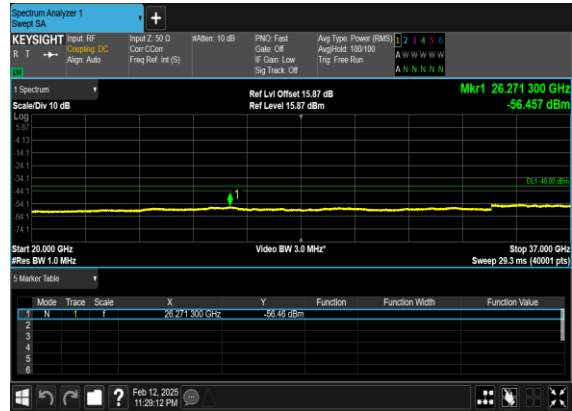 Spectrum Analyzer 1
Swept SA
KEYSIGHT
R T
Input: RF
Coupling: DC
Align: Auto
Input Z: 50 Ω
Corr CCorr
Freq Ref: Int (S)
#Atten: 10 dB
PNO: Fast
Gate: Off
IF Gain: Low
Sig Track: Off
Avg Type: Power (RMS)
Avg|Hold: 100/100
Trig: Free Run
1 2 3 4 5 6
A W W W W W
A N N N N N
1 Spectrum
Scale/Div 10 dB
Ref Lvl Offset 15.87 dB
Ref Level 15.87 dBm
Mkr1 26.271 300 GHz
-56.457 dBm
Log
5.87
-4.13
-14.1
-24.1
-34.1
-44.1
-54.1
-64.1
-74.1
DL1 -40.00 dBm
1
Start 20.000 GHz
#Res BW 1.0 MHz
Video BW 3.0 MHz*
Stop 37.000 GHz
Sweep 29.3 ms (40001 pts)
5 Marker Table
Mode Trace Scale X Y Function Function Width Function Value
1 N 1 f 26.271 300 GHz -56.46 dBm
2
3
4
5
6
?
Feb 12, 2025
11:29:12 PM